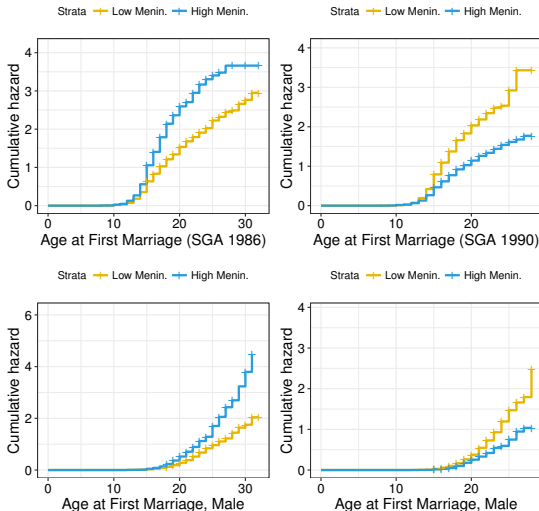 Strata Low Menin. High Menin.
Cumulative hazard
4
3
2
1
0
0 10 20 30
Age at First Marriage (SGA 1986)
Strata Low Menin. High Menin.
Cumulative hazard
4
3
2
1
0
0 10 20
Age at First Marriage (SGA 1990)
Strata Low Menin. High Menin.
Cumulative hazard
6
4
2
0
0 10 20 30
Age at First Marriage, Male
Strata Low Menin. High Menin.
Cumulative hazard
4
3
2
1
0
0 10 20
Age at First Marriage, Male